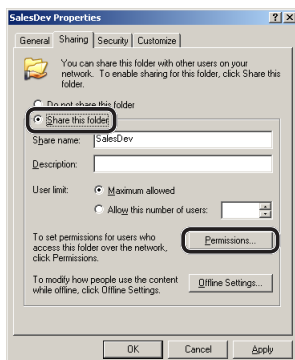 SalesDev Properties
General Sharing Security Customize
You can share this folder with other users on your
network. To enable sharing for this folder, click Share this
folder.
Do not share this folder
Share this folder
Share name: SalesDev
Description:
User limit: Maximum allowed
Allow this number of users:
To set permissions for users who
access this folder over the network,
click Permissions.
Permissions...
To modify how people use the content
while offline, click Offline Settings.
Offline Settings...
OK Cancel Apply